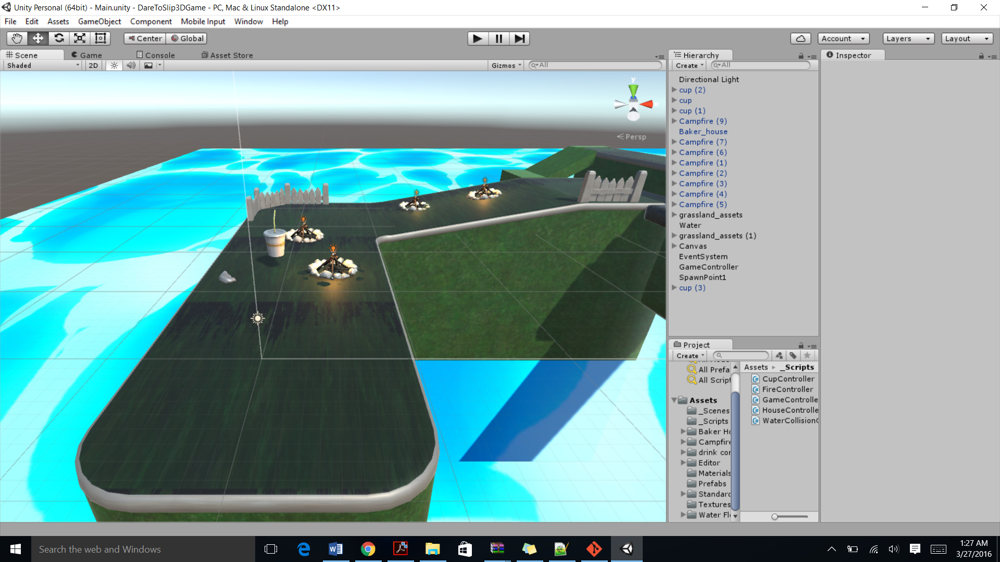 Unity Personal (64bit) - Main.unity - DareToSlip3DGame - PC, Mac & Linux Standalone <DX11>
File Edit Assets GameObject Component Mobile Input Window Help
Center Global Account Layers Layout
Scene Game Console Asset Store
Shaded 2D Gizmos All
y
x
Persp
Hierarchy
Create All
Directional Light
cup (2)
cup
cup (1)
Campfire (9)
Baker_house
Campfire (7)
Campfire (6)
Campfire (1)
Campfire (2)
Campfire (3)
Campfire (4)
Campfire (5)
grassland_assets
Water
grassland_assets (1)
Canvas
EventSystem
GameController
SpawnPoint1
cup (3)
Inspector
Project
Create
All Prefa
All Script
Assets
_Scenes
_Scripts
Baker Ho
Campfire
drink cor
Editor
Materials
Prefabs
Standard
Textures
Water Fl
Assets _Scripts
CupController
FireController
GameControlle
HouseControlle
WaterCollisionC
Search the web and Windows
1:27 AM
3/27/2016